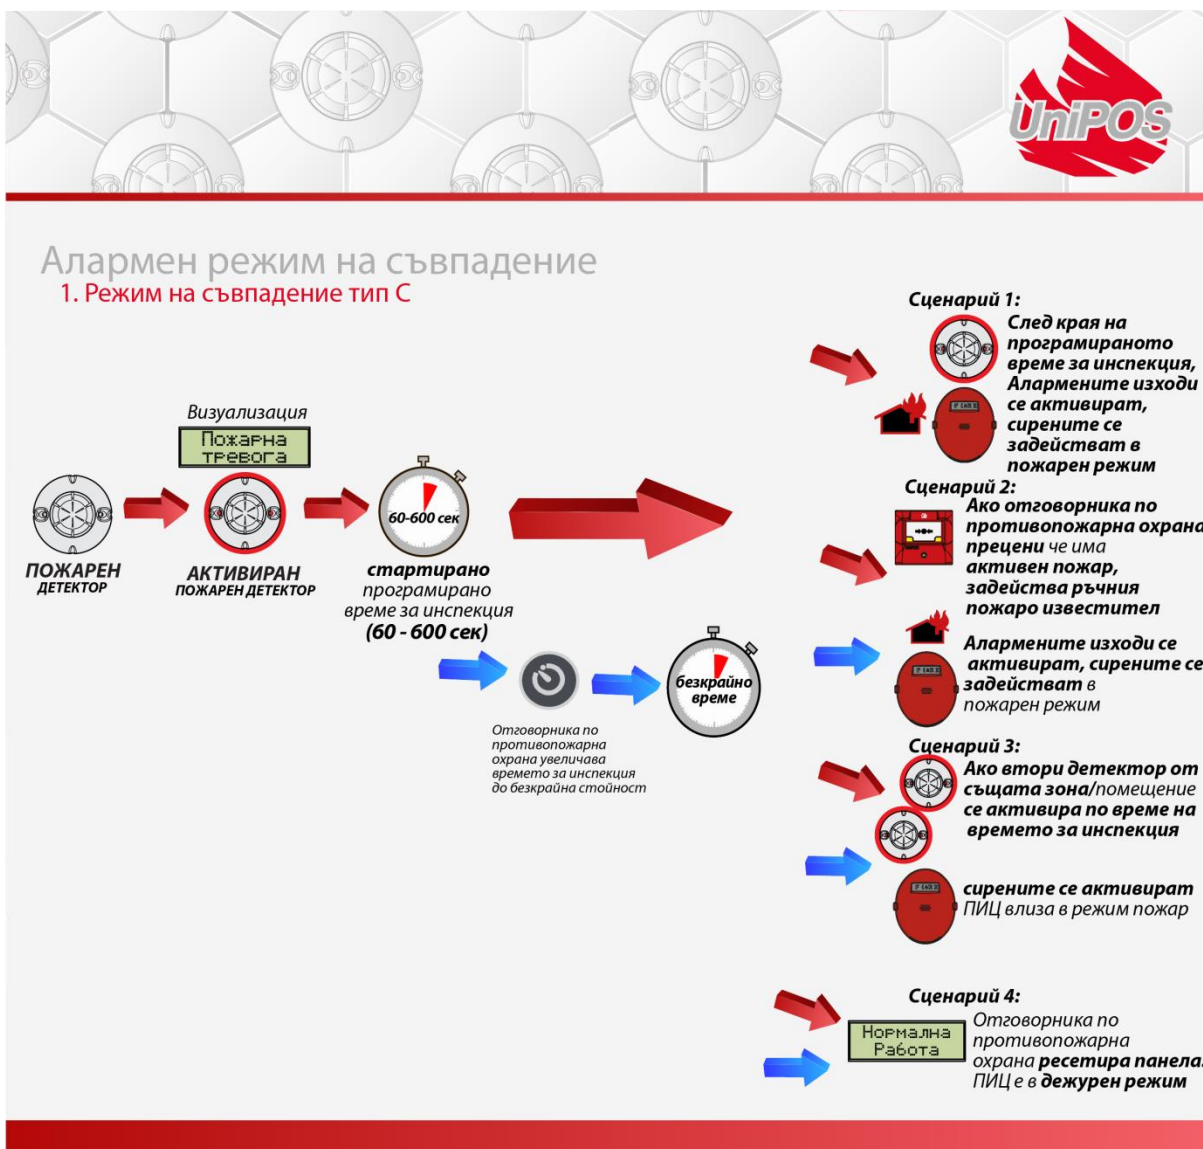 UniPOS
Алармен режим на съвпадение
1. Режим на съвпадение тип C
Визуализация
Пожарна
тревога
ПОЖАРЕН
ДЕТЕКТОР
АКТИВИРАН
ПОЖАРЕН ДЕТЕКТОР
60-600 сек
стартирано
програмирано
време за инспекция
(60 - 600 сек)
Отговорника по
противопожарна
охрана увеличава
времето за инспекция
до безкрайна стойност
безкрайно
време
Сценарий 1:
След края на
програмираното
време за инспекция,
Алармените изходи
се активират,
сирените се
задействат в
пожарен режим
Сценарий 2:
Ако отговорника по
противопожарна охрана
прецени че има
активен пожар,
задейства ръчния
пожаро известител
Алармените изходи се
активират, сирените се
задействат в
пожарен режим
Сценарий 3:
Ако втори детектор от
същата зона/помещение
се активира по време на
времето за инспекция
сирените се активират
ПИЦ влиза в режим пожар
Сценарий 4:
Нормална
Работа
Отговорника по
противопожарна
охрана ресетира панела.
ПИЦ е в дежурен режим